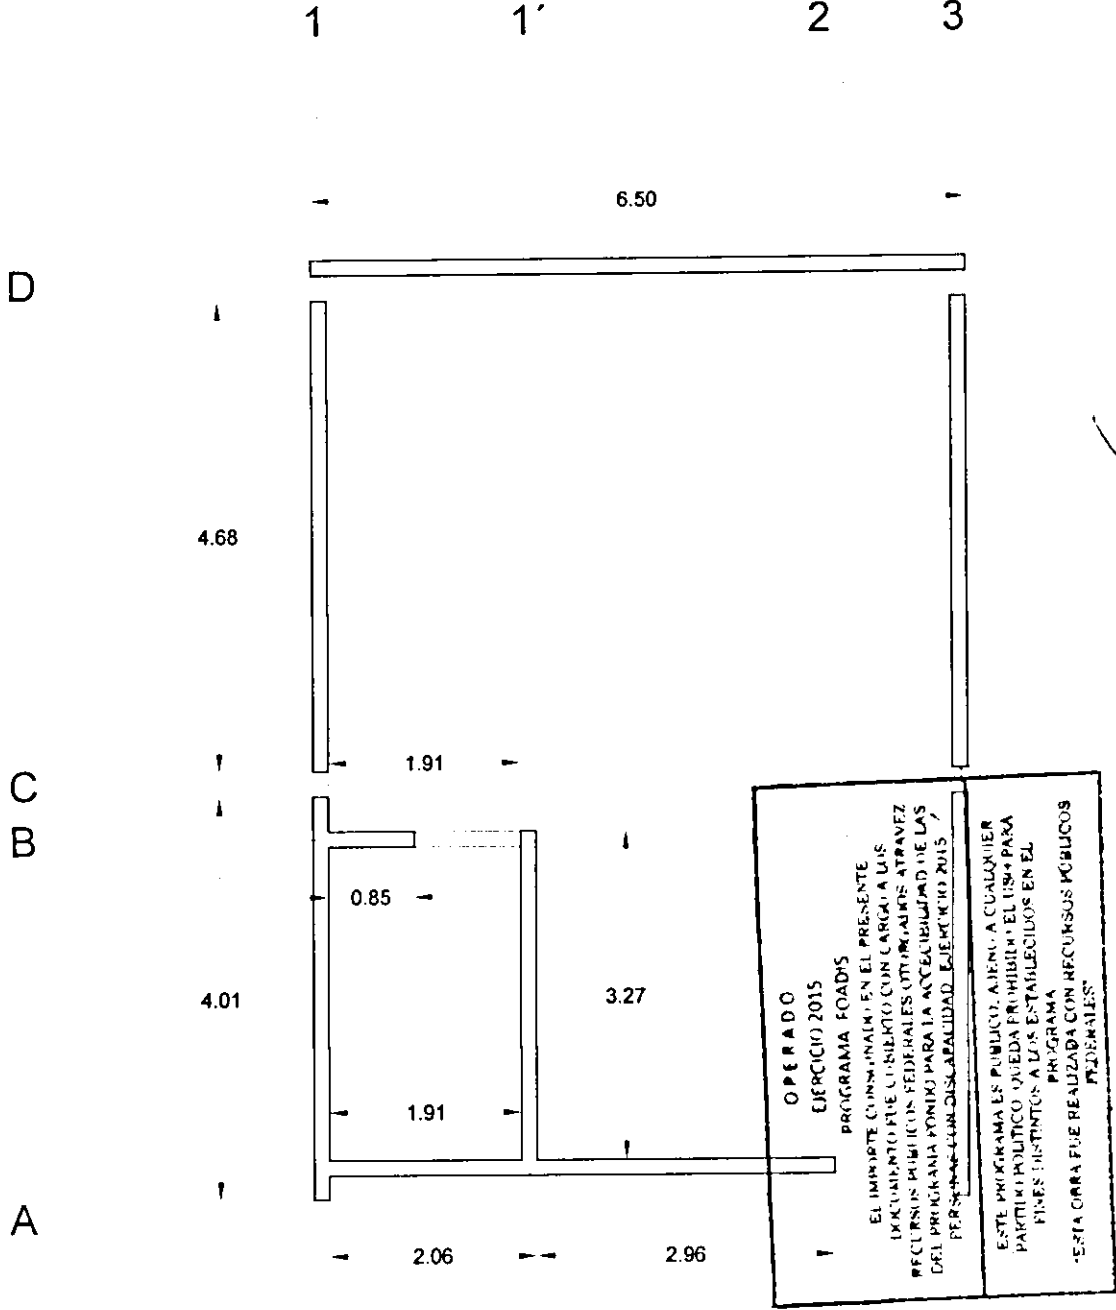 1 1´ 2 3
6.50
D
4.68
1.91
C
B
0.85
4.01
3.27
1.91
A
2.06 2.96
OPERADO
EJERCICIO 2015
PROGRAMA FOADIS
EL IMPORTE CONSIGNADO EN EL PRESENTE
DOCUMENTO FUE CUBIERTO CON CARGO A LOS
RECURSOS PUBLICOS FEDERALES OTORGADOS ATRAVEZ
DEL PROGRAMA FONDO PARA LA ACCECIBILIDAD DE LAS
PERSONAS CON DISCAPACIDAD EJERCICIO 2015
ESTE PROGRAMA ES PUBLICO, AJENO A CUALQUIER
PARTIDO POLITICO. QUEDA PROHIBIDO EL USO PARA
FINES DISTINTOS A LOS ESTABLECIDOS EN EL
PROGRAMA
"ESTA OBRA FUE REALIZADA CON RECURSOS PUBLICOS
FEDERALES"